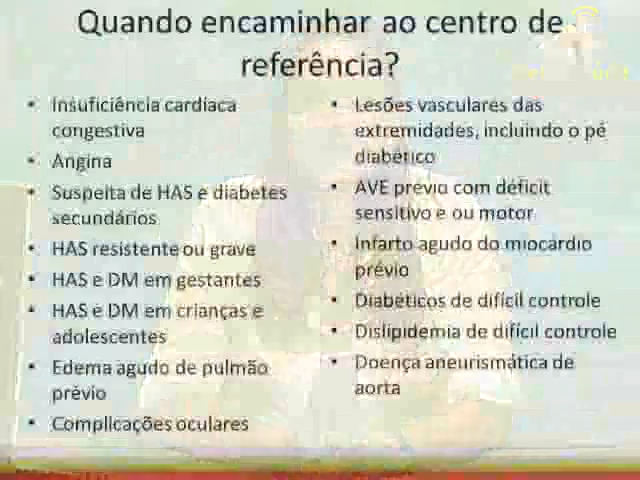 Quando encaminhar ao centro de
referência?
• Insuficiência cardíaca
congestiva
• Angina
• Suspeita de HAS e diabetes
secundários
• HAS resistente ou grave
• HAS e DM em gestantes
• HAS e DM em crianças e
adolescentes
• Edema agudo de pulmão
prévio
• Complicações oculares
• Lesões vasculares das
extremidades, incluindo o pé
diabético
• AVE prévio com déficit
sensitivo e ou motor
• Infarto agudo do miocárdio
prévio
• Diabéticos de difícil controle
• Dislipidemia de difícil controle
• Doença aneurismática de
aorta